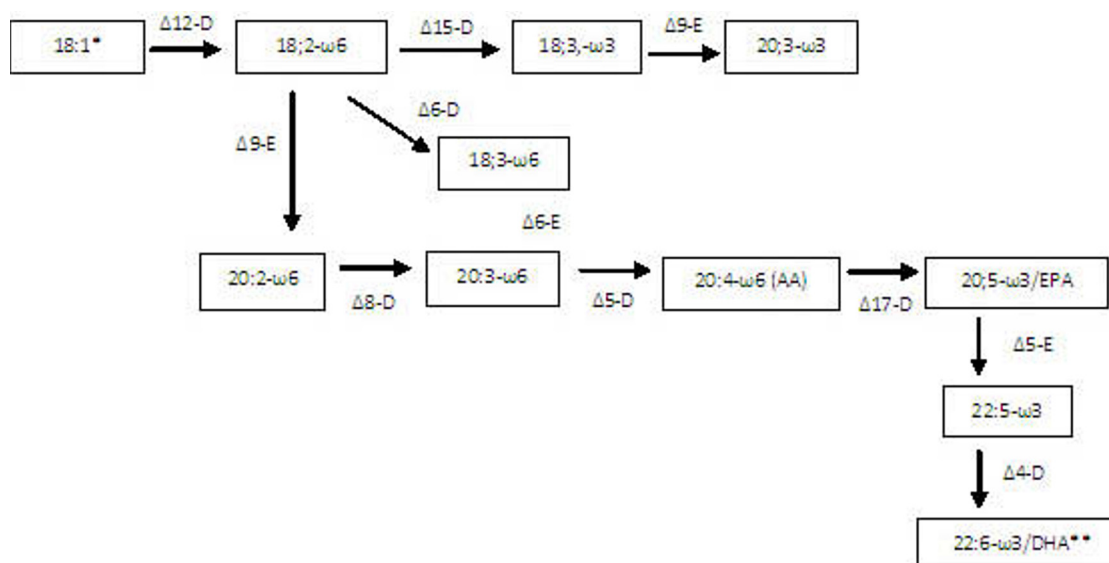 Δ12-D
Δ15-D
Δ9-E
18:1*
18;2-ω6
18;3,-ω3
20;3-ω3
Δ6-D
Δ9-E
18;3-ω6
Δ6-E
20:2-ω6
20:3-ω6
20:4-ω6 (AA)
20;5-ω3/EPA
Δ8-D
Δ5-D
Δ17-D
Δ5-E
22:5-ω3
Δ4-D
22:6-ω3/DHA**